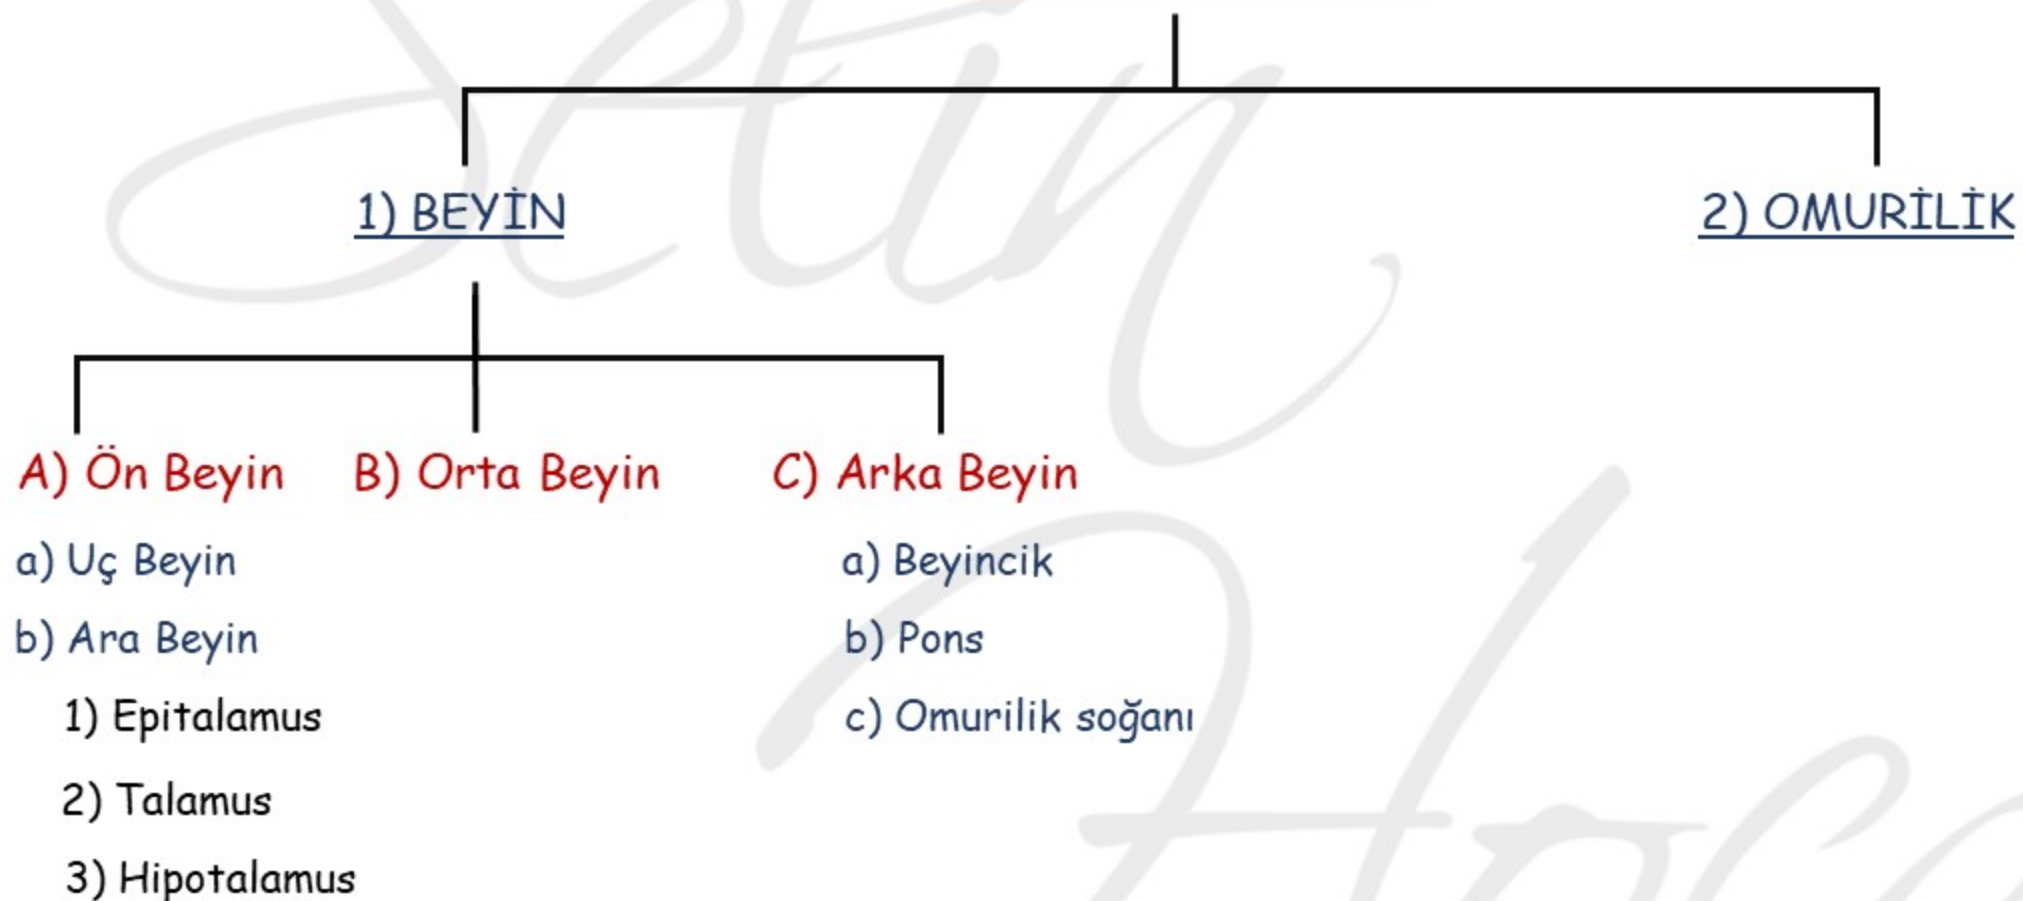 1) BEYİN
2) OMURİLİK
A) Ön Beyin
B) Orta Beyin
C) Arka Beyin
a) Uç Beyin
b) Ara Beyin
1) Epitalamus
2) Talamus
3) Hipotalamus
a) Beyincik
b) Pons
c) Omurilik soğanı